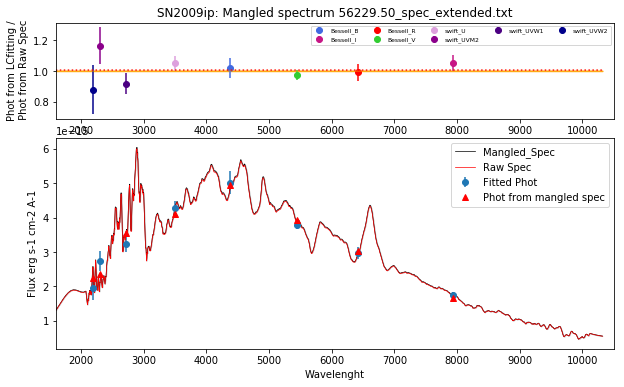 SN2009ip: Mangled spectrum 56229.50_spec_extended.txt
Phot from LCfitting /
Phot from Raw Spec
1.2
1.0
0.8
Bessell_B
Bessell_I
Bessell_R
Bessell_V
swift_U
swift_UVM2
swift_UVW1
swift_UVW2
2000 3000 4000 5000 6000 7000 8000 9000 10000
Flux erg s-1 cm-2 A-1
6
5
4
3
2
1
Mangled_Spec
Raw Spec
Fitted Phot
Phot from mangled spec
2000 3000 4000 5000 6000 7000 8000 9000 10000
Wavelenght